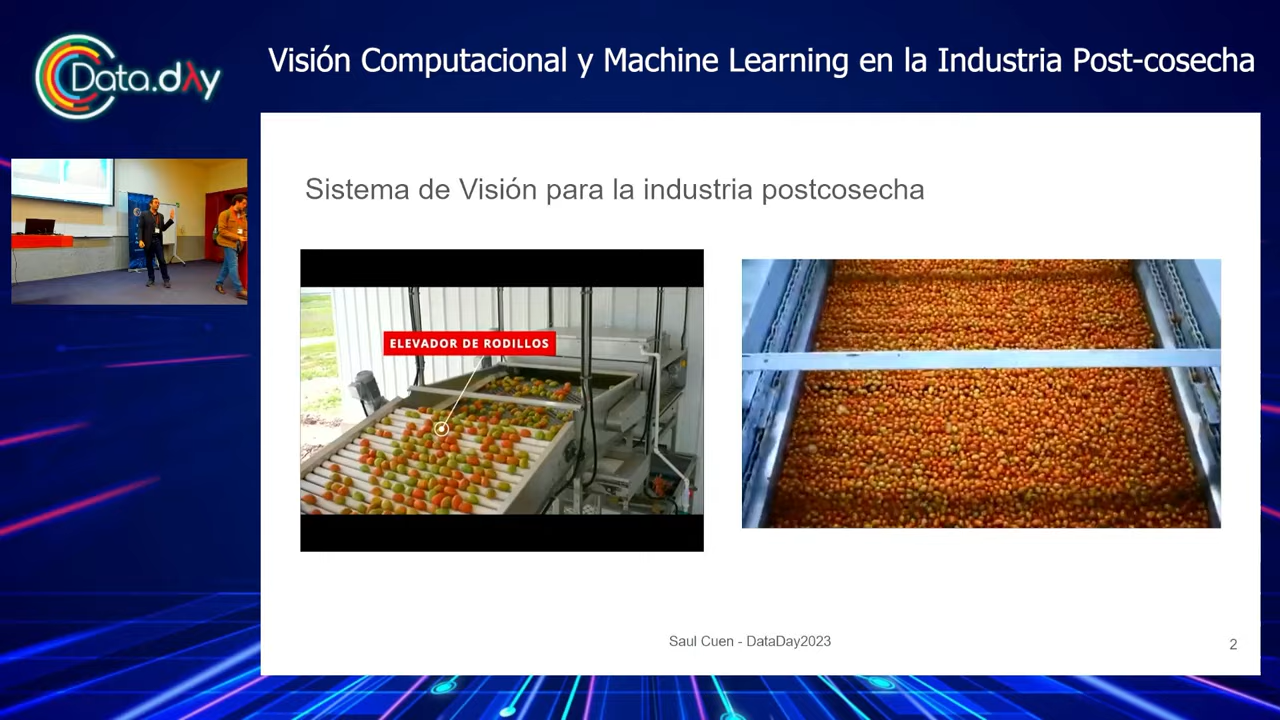 Data.dλy
Visión Computacional y Machine Learning en la Industria Post-cosecha
Sistema de Visión para la industria postcosecha
ELEVADOR DE RODILLOS
Saul Cuen - DataDay2023
2